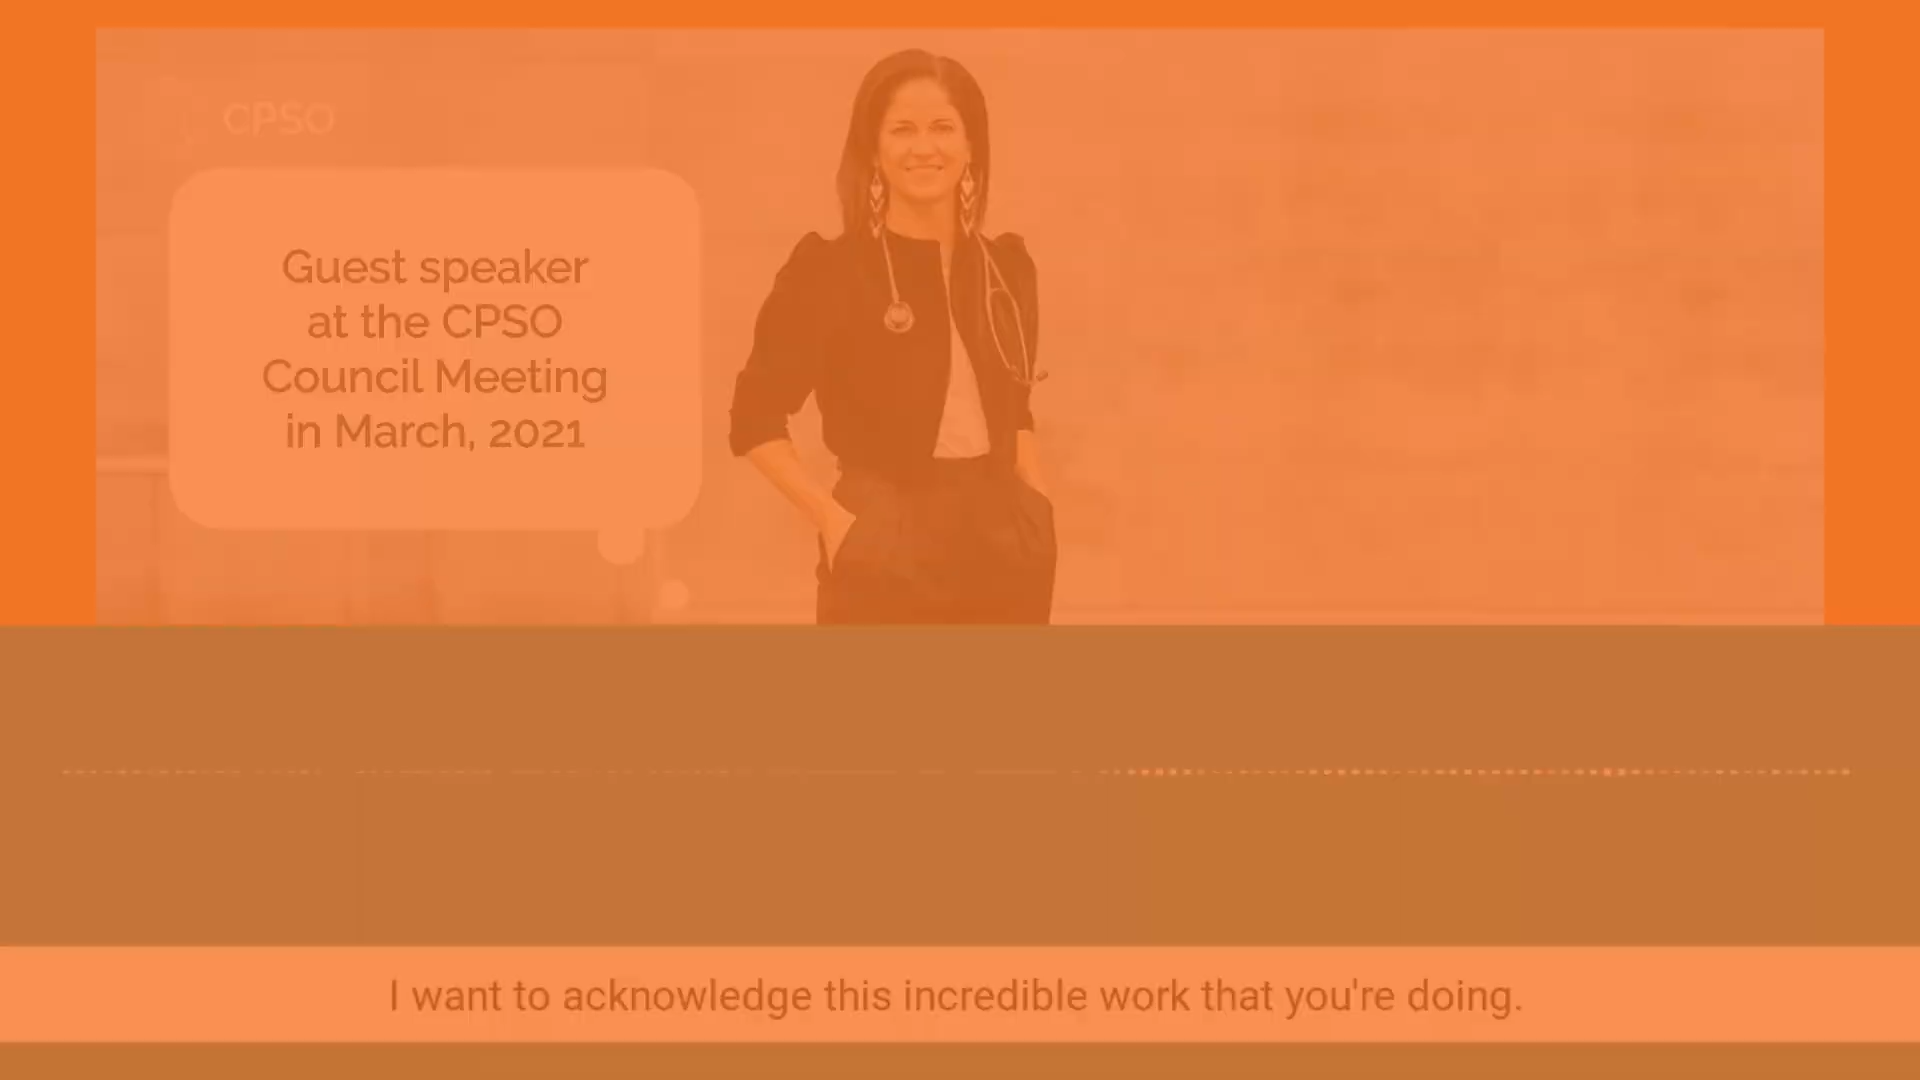 CPSO
Guest speaker
at the CPSO
Council Meeting
in March, 2021
I want to acknowledge this incredible work that you're doing.